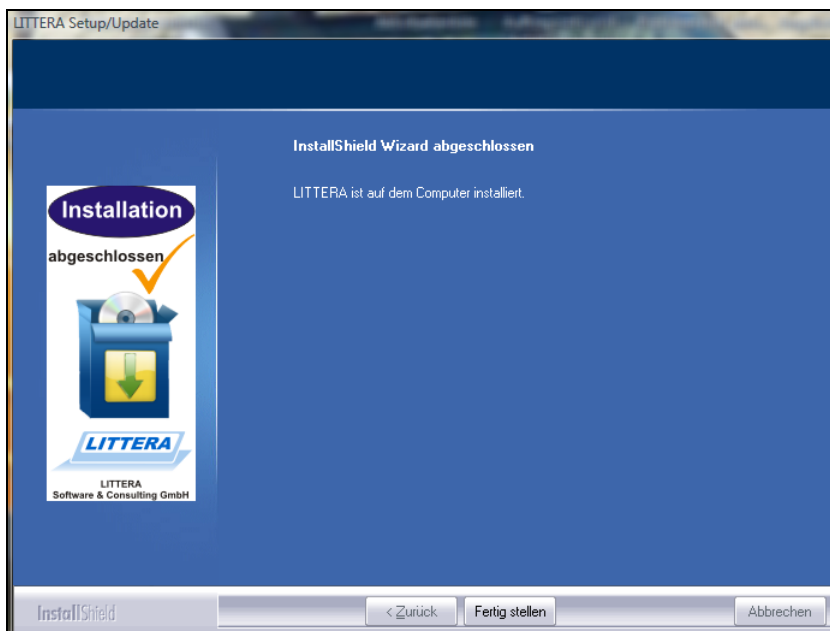 LITTERA Setup/Update
InstallShield Wizard abgeschlossen
LITTERA ist auf dem Computer installiert.
Installation
abgeschlossen
LITTERA
LITTERA
Software & Consulting GmbH
InstallShield
< Zurück
Fertig stellen
Abbrechen